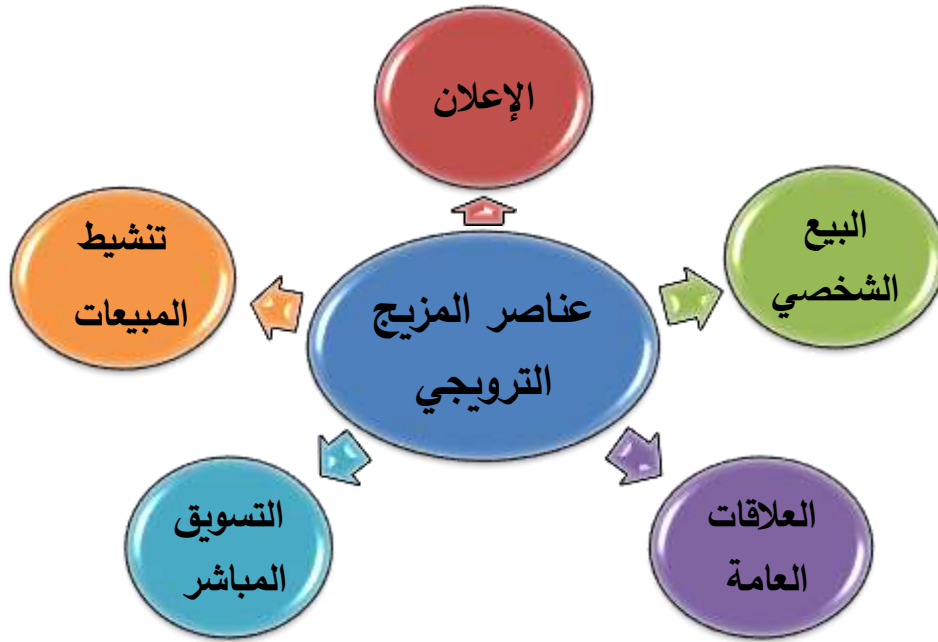 الإعلان
البيع
الشخصي
تنشيط
المبيعات
عناصر المزيج
الترويجي
العلاقات
العامة
التسويق
المباشر